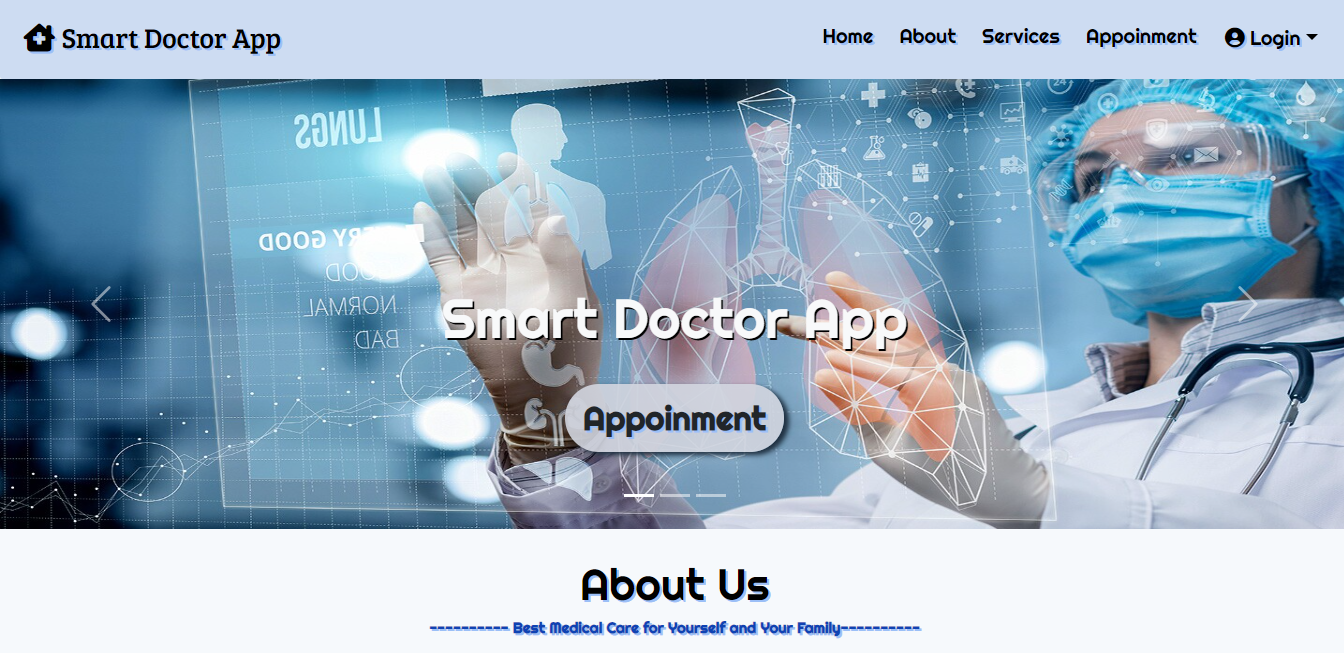 Smart Doctor App
Home About Services Appoinment Login
LUNGS
VERY GOOD
GOOD
NORMAL
BAD
Smart Doctor App
Appoinment
About Us
---------- Best Medical Care for Yourself and Your Family----------